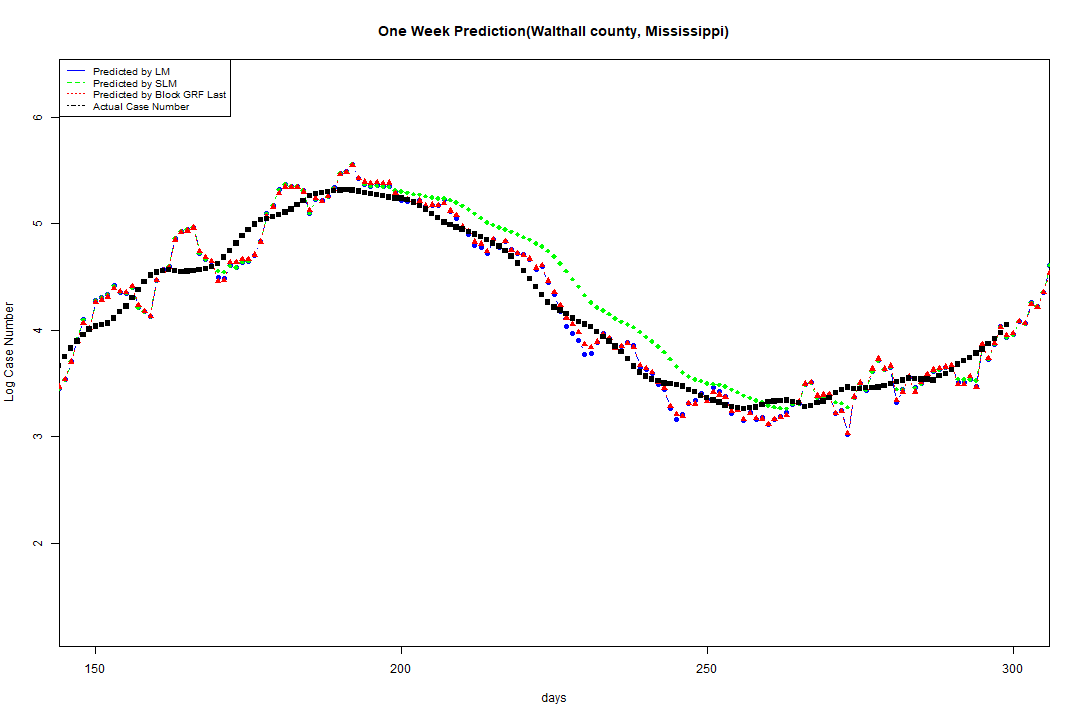 One Week Prediction(Walthall county, Mississippi)
Predicted by LM
Predicted by SLM
Predicted by Block GRF Last
Actual Case Number
6
5
4
3
2
Log Case Number
150
200
250
300
days